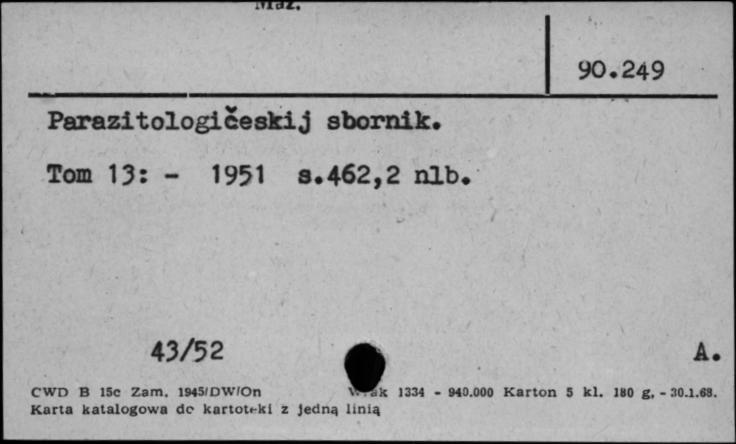 Maz.
90.249
Parazitologičeskij sbornik.
Tom 13: - 1951 s.462,2 nlb.
43/52
A.
CWD B 15c Zam. 1945/DW/On 1334 - 940.000 Karton 5 kl. 180 g. - 30.1.68.
Karta katalogowa do kartoteki z jedną linią